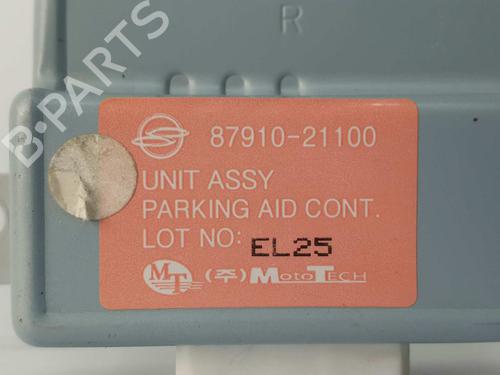 R
B-PARTS
87910-21100
UNIT ASSY
PARKING AID CONT.
LOT NO: EL25
MT (주)MOTOTECH